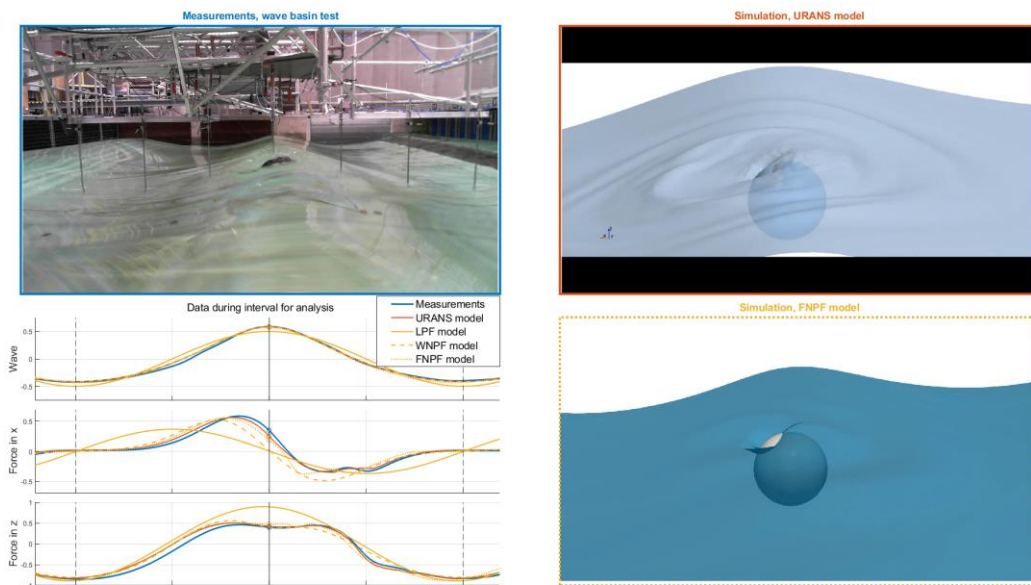 Measurements, wave basin test
Simulation, URANS model
Data during interval for analysis
Measurements
URANS model
LPF model
WNPF model
FNPF model
Wave
0.5
0
-0.5
Force in x
0.5
0
-0.5
Force in z
1
0.5
0
-0.5
Simulation, FNPF model